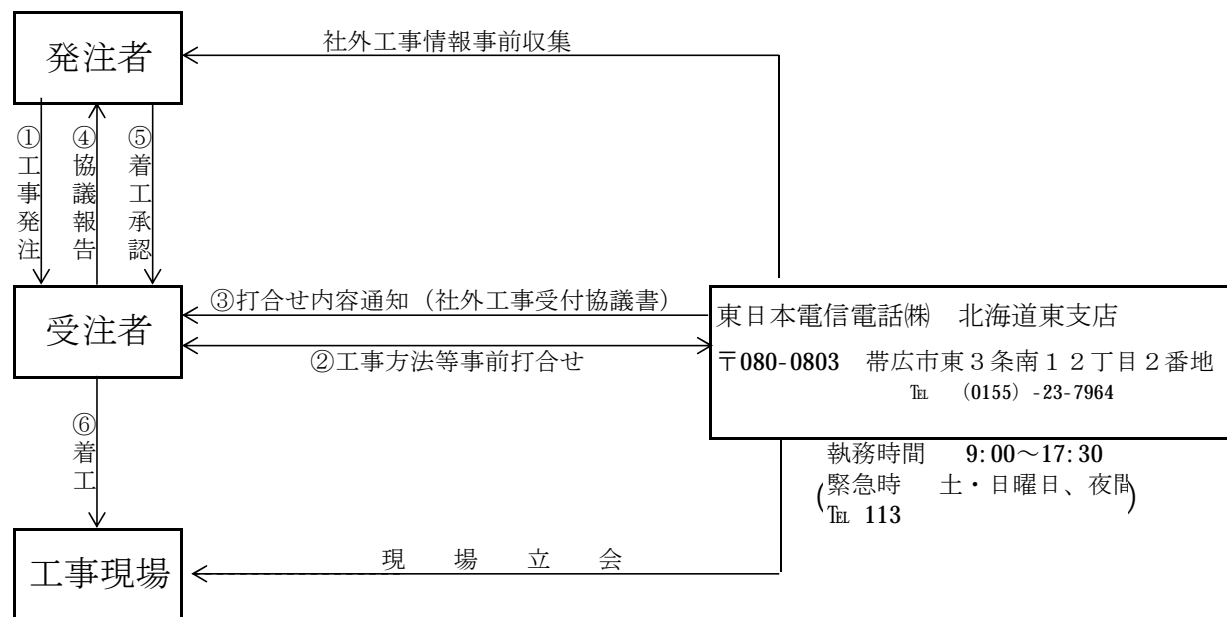 発注者
社外工事情報事前収集
①工事発注
④協議報告
⑤着工承認
受注者
③打合せ内容通知（社外工事受付協議書）
②工事方法等事前打合せ
東日本電信電話㈱　北海道東支店
〒080-0803　帯広市東３条南１２丁目２番地
℡　（0155）-23-7964
執務時間　9:00～17:30
（緊急時　土・日曜日、夜間）
℡ 113
⑥着工
工事現場
現　場　立　会